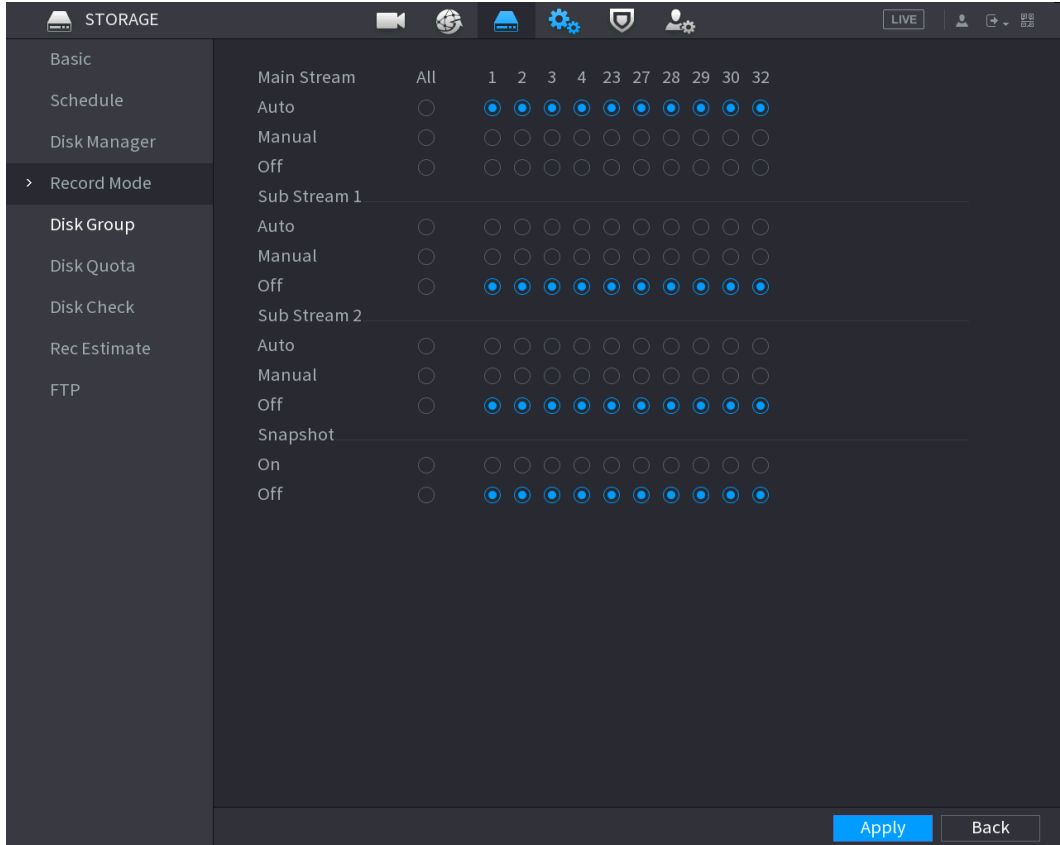 STORAGE LIVE
Basic
Schedule
Disk Manager
Record Mode
Disk Group
Disk Quota
Disk Check
Rec Estimate
FTP
Main Stream All 1 2 3 4 23 27 28 29 30 32
Auto
Manual
Off
Sub Stream 1
Auto
Manual
Off
Sub Stream 2
Auto
Manual
Off
Snapshot
On
Off
Apply Back